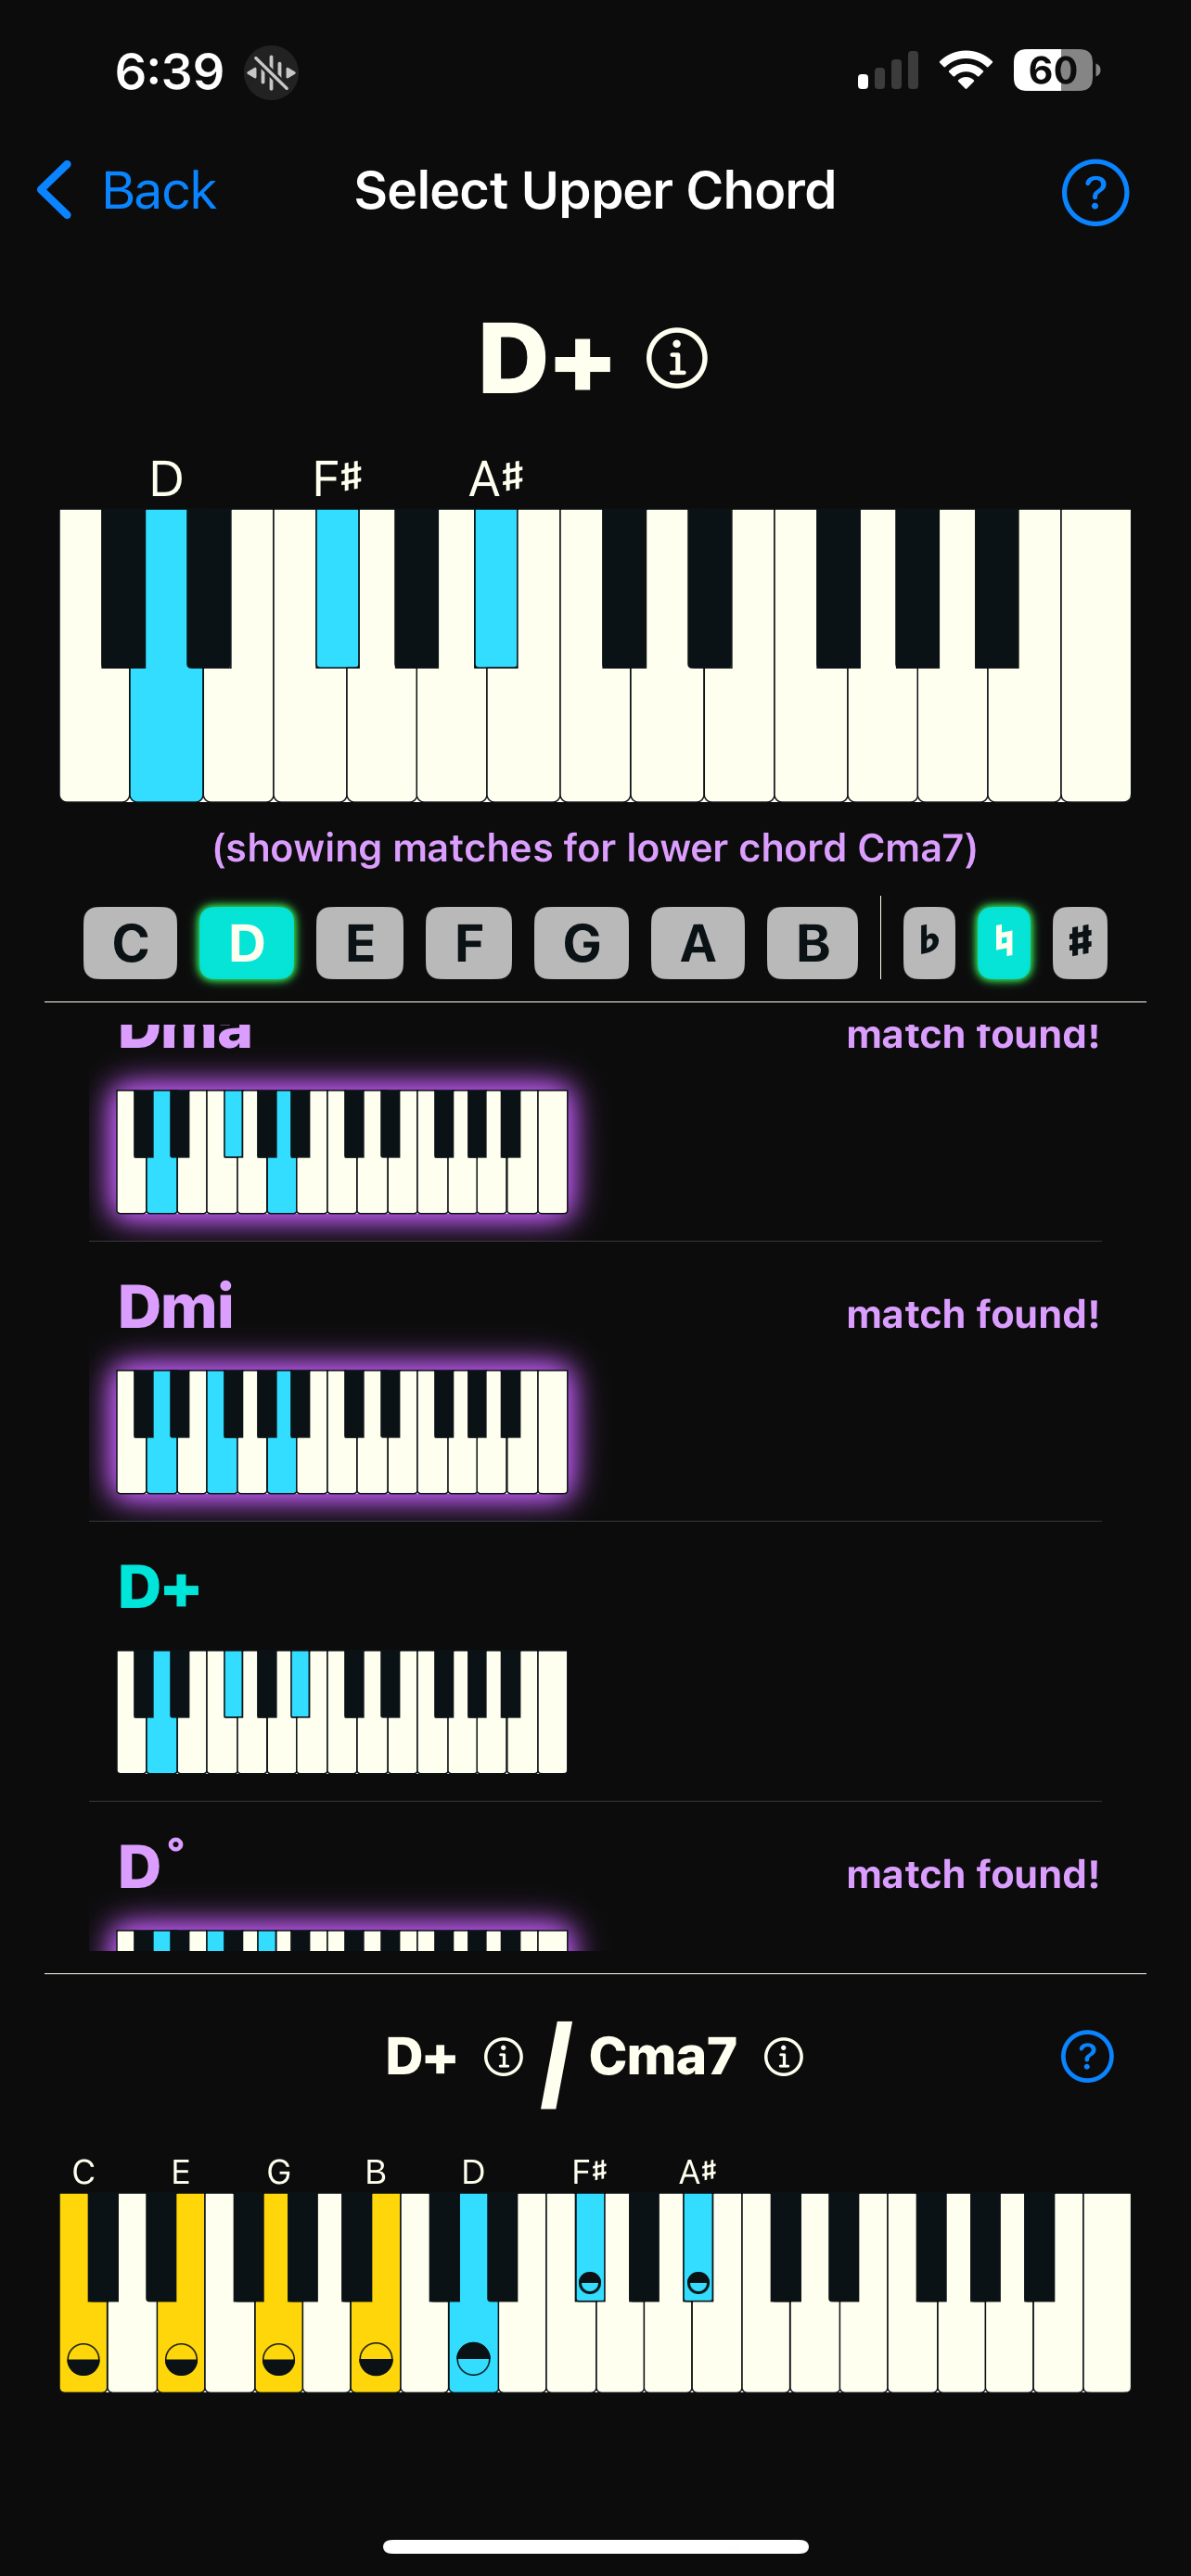 6:39 60
Back Select Upper Chord ?
D+ i
D F# A#
(showing matches for lower chord Cma7)
C D E F G A B ♭ ♮ ♯
Dma match found!
Dmi match found!
D+
D° match found!
D+ i / Cma7 i ?
C E G B D F# A#